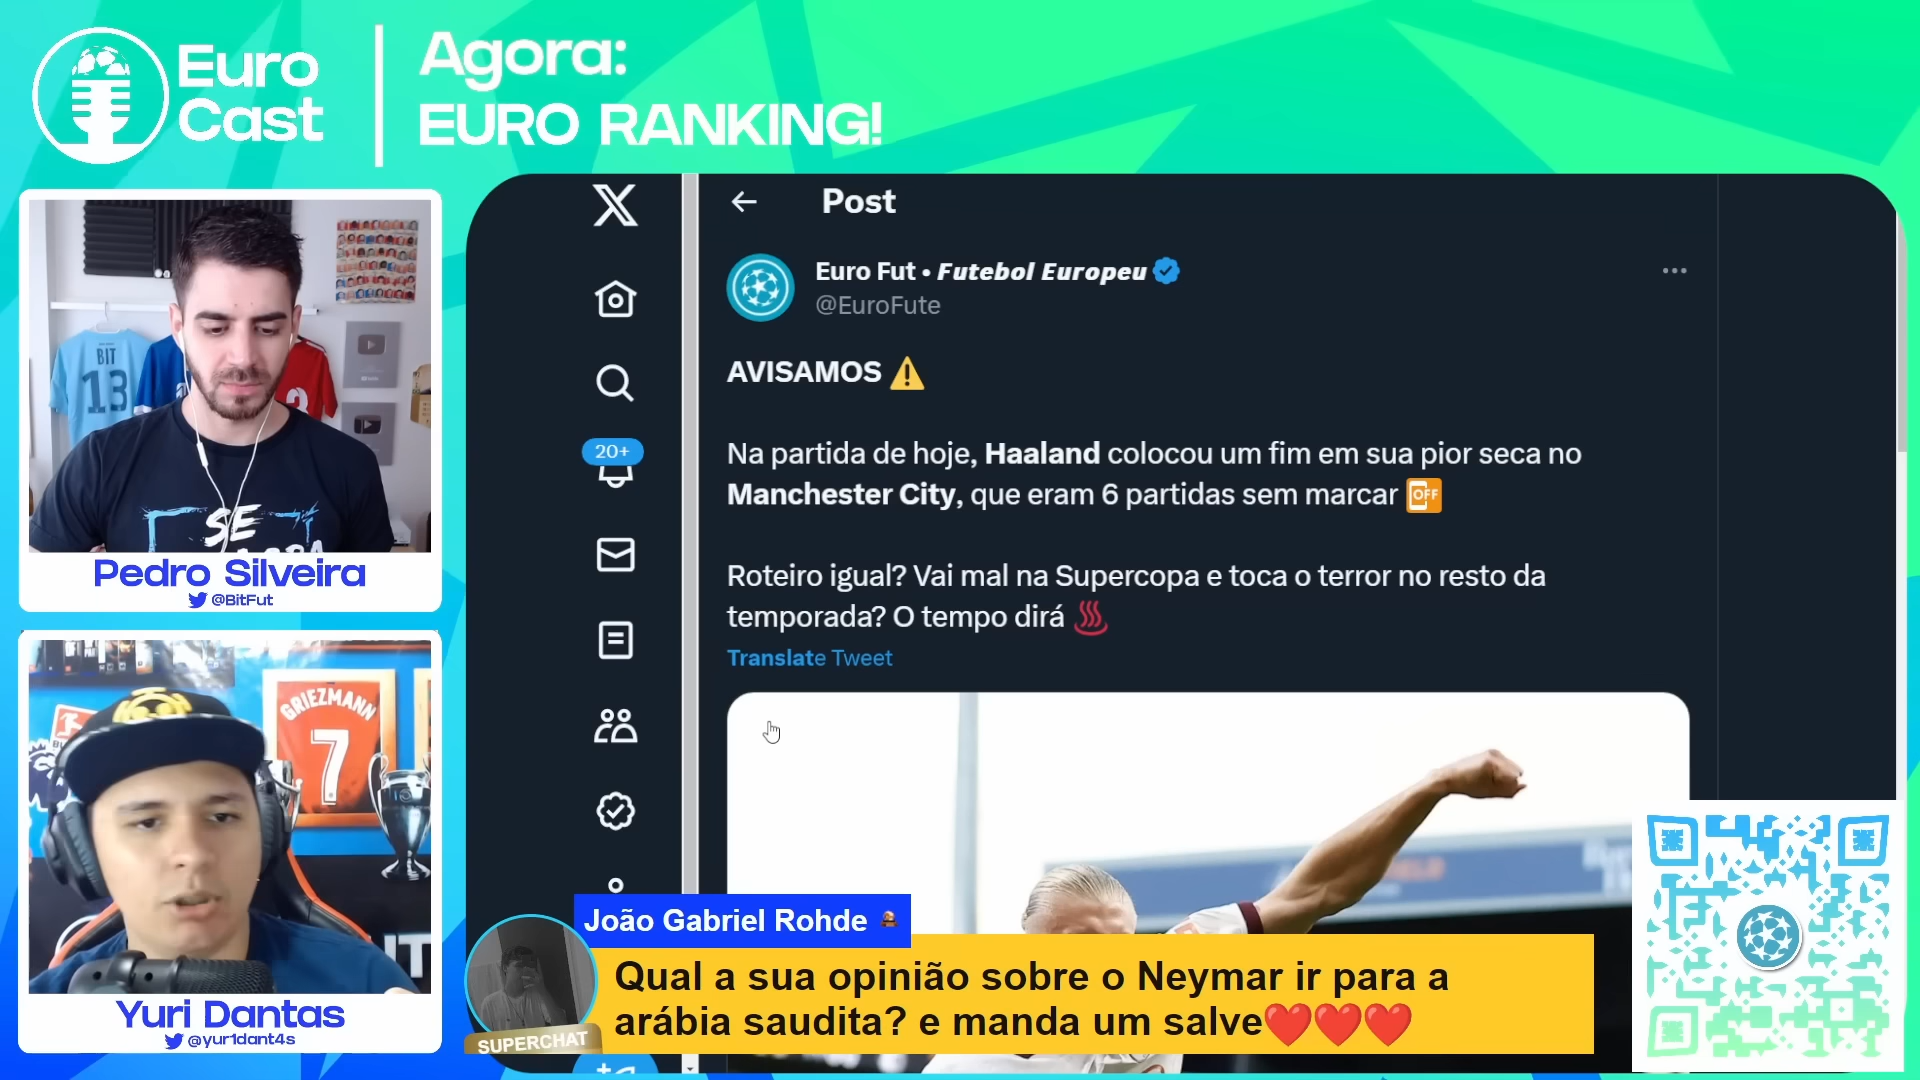 Euro
Cast
Agora:
EURO RANKING!
BIT
13
SE
Pedro Silveira
@BitFut
GRIEZMANN
7
Yuri Dantas
@yur1dant4s
Post
20+
Euro Fut • Futebol Europeu
@EuroFute
AVISAMOS ⚠️
Na partida de hoje, Haaland colocou um fim em sua pior seca no
Manchester City, que eram 6 partidas sem marcar 📴
Roteiro igual? Vai mal na Supercopa e toca o terror no resto da
temporada? O tempo dirá ♨️
Translate Tweet
João Gabriel Rohde
Qual a sua opinião sobre o Neymar ir para a
arábia saudita? e manda um salve❤️❤️❤️
SUPERCHAT